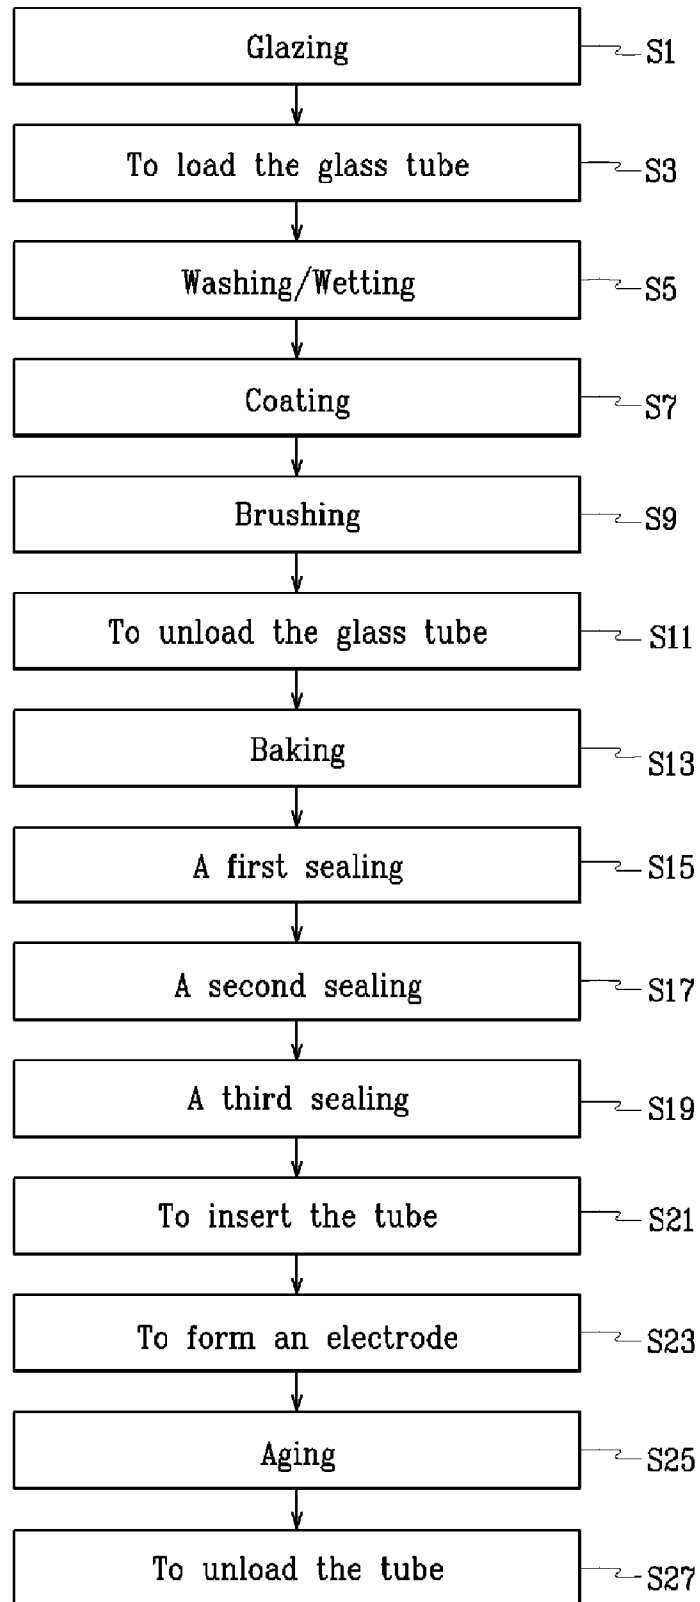 Glazing S1
To load the glass tube S3
Washing/Wetting S5
Coating S7
Brushing S9
To unload the glass tube S11
Baking S13
A first sealing S15
A second sealing S17
A third sealing S19
To insert the tube S21
To form an electrode S23
Aging S25
To unload the tube S27